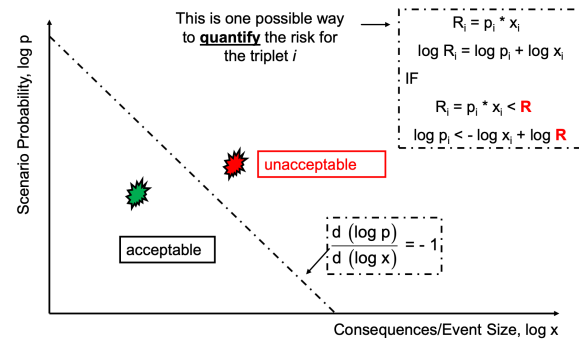 This is one possible way
to quantify the risk for
the triplet i
Rᵢ = pᵢ * xᵢ
log Rᵢ = log pᵢ + log xᵢ
IF
Rᵢ = pᵢ * xᵢ < R
log pᵢ < - log xᵢ + log R
Scenario Probability, log p
unacceptable
acceptable
d (log p)
d (log x)
= - 1
Consequences/Event Size, log x